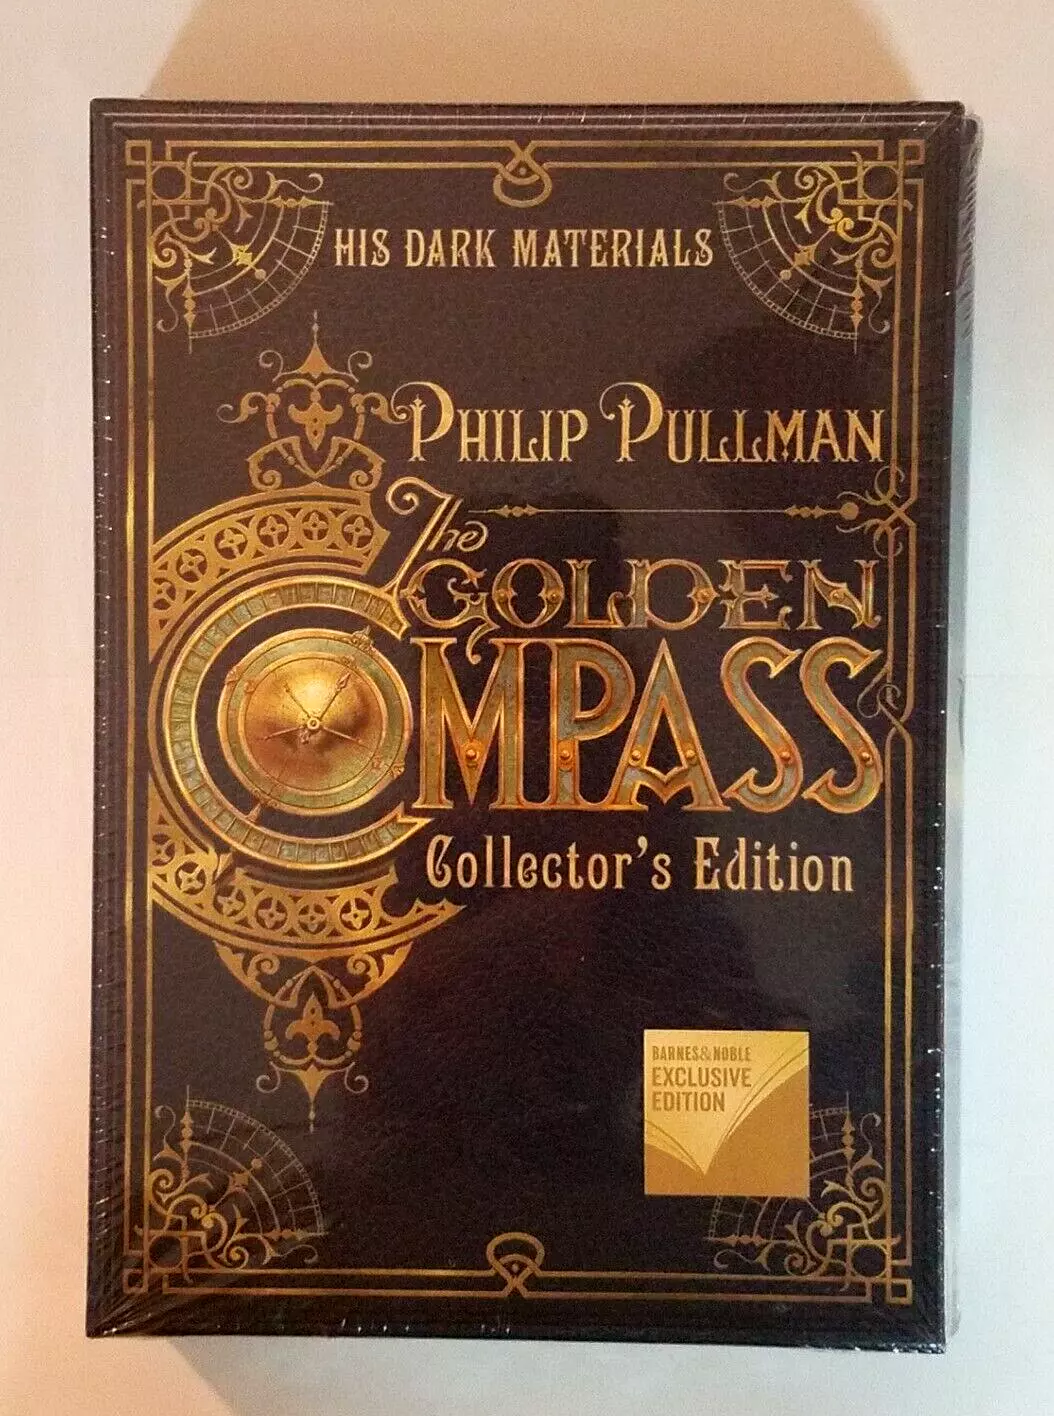 HIS DARK MATERIALS
PHILIP PULLMAN
The
GOLDEN
COMPASS
Collector's Edition
BARNES & NOBLE
EXCLUSIVE
EDITION